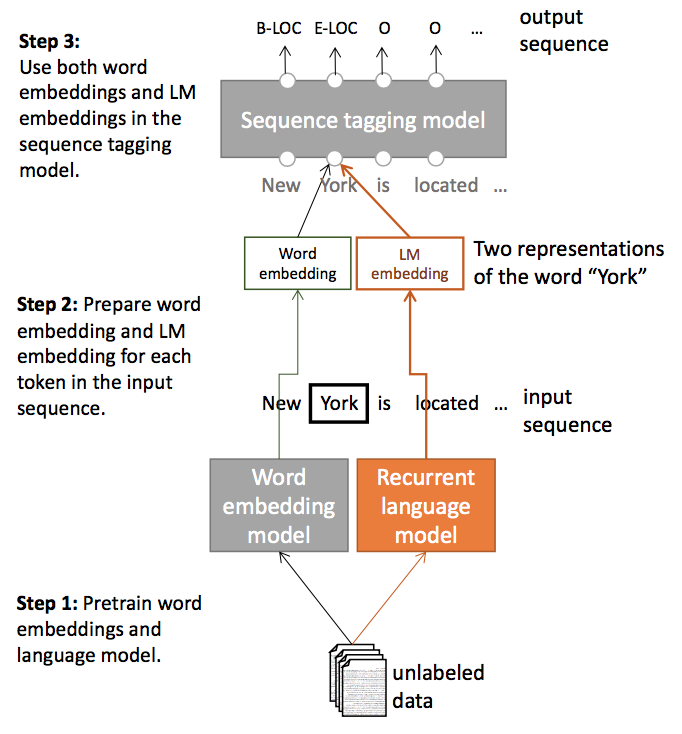 B-LOC E-LOC O O ...
output
sequence
Step 3:
Use both word
embeddings and LM
embeddings in the
sequence tagging
model.
Sequence tagging model
New York is located ...
Word
embedding
LM
embedding
Two representations
of the word “York”
Step 2: Prepare word
embedding and LM
embedding for each
token in the input
sequence.
New York is located ...
input
sequence
Word
embedding
model
Recurrent
language
model
Step 1: Pretrain word
embeddings and
language model.
unlabeled
data